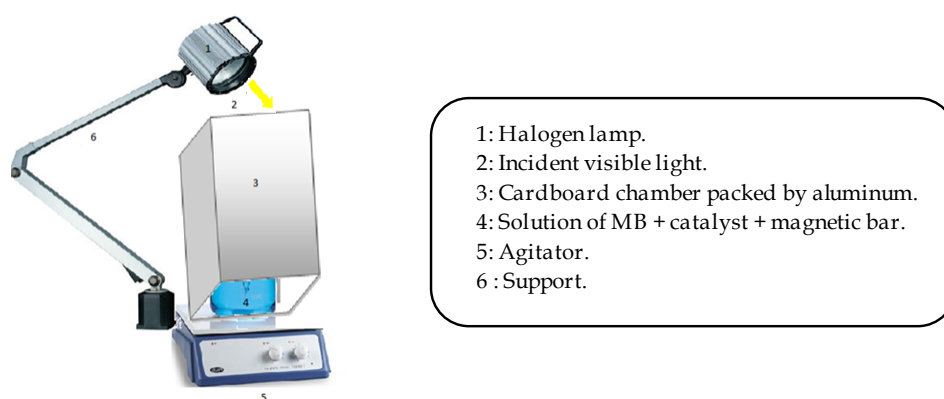 1
2
6
3
4
5
1: Halogen lamp.
2: Incident visible light.
3: Cardboard chamber packed by aluminum.
4: Solution of MB + catalyst + magnetic bar.
5: Agitator.
6 : Support.